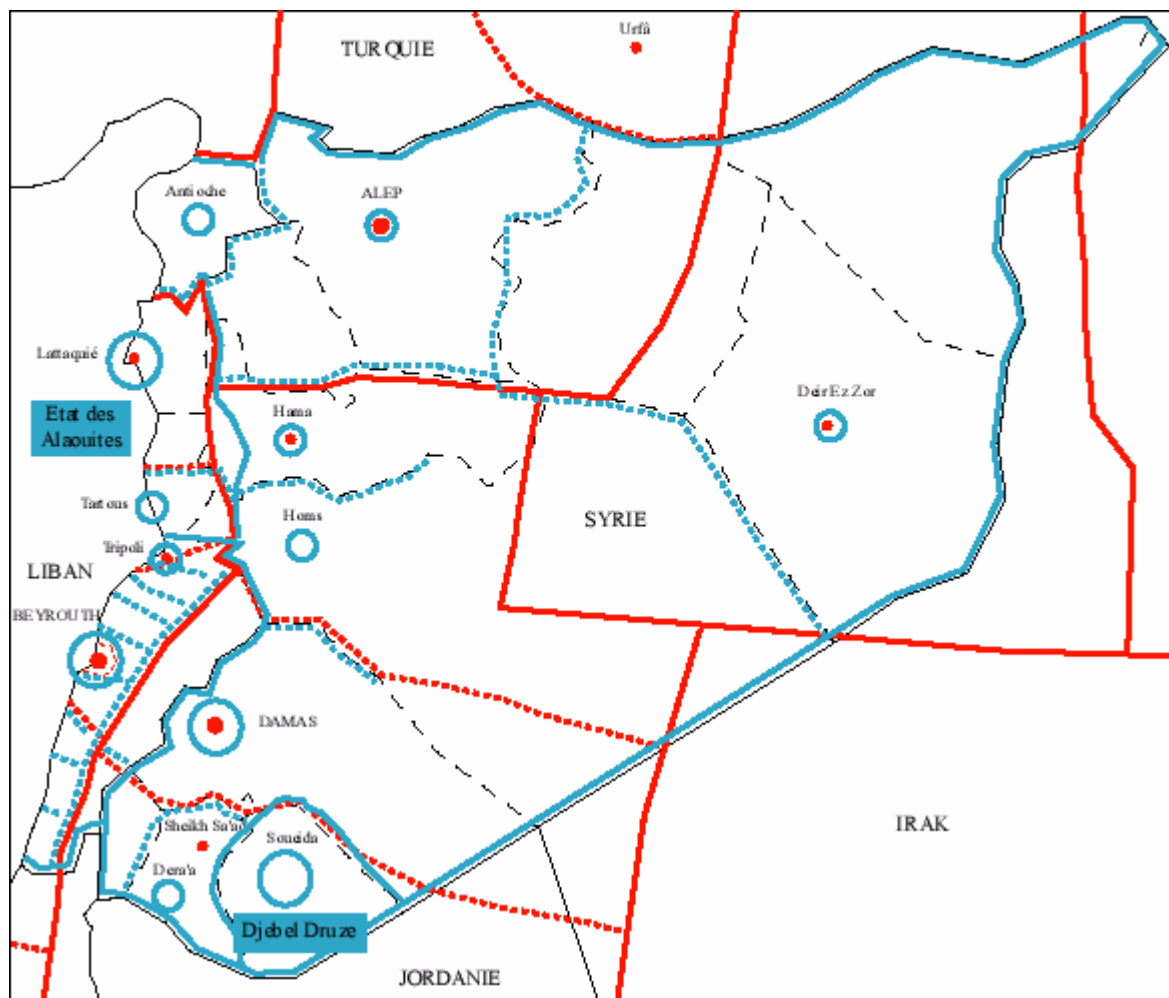 Urfâ
TURQUIE
Antioche
ALEP
Lattaquié
Deir Ez Zor
Etat des
Alaouites
Hama
Tartous
Homs
SYRIE
Tripoli
LIBAN
BEYROUTH
DAMAS
Sheikh Sa'ad
Soueida
IRAK
Dera'a
Djebel Druze
JORDANIE